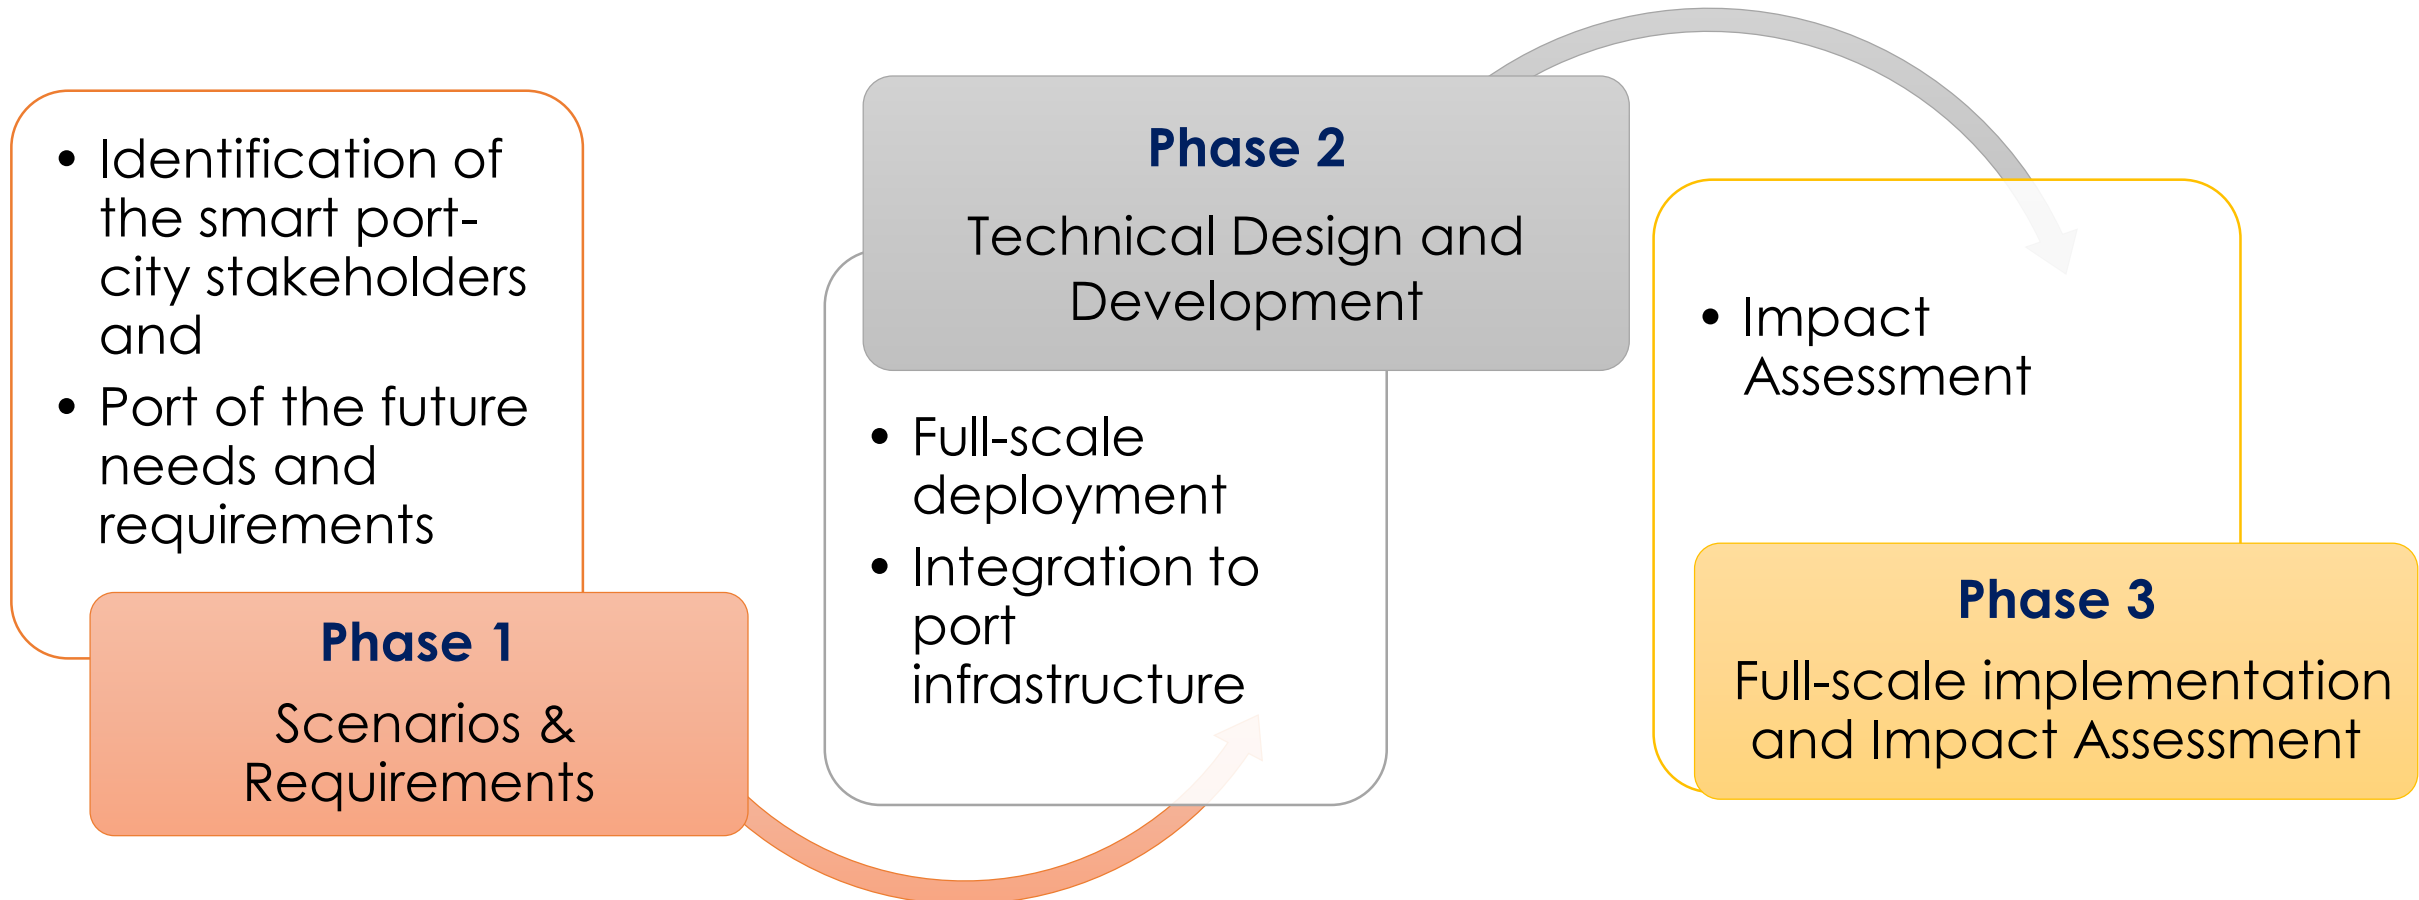 • Identification of
the smart port-
city stakeholders
and
• Port of the future
needs and
requirements
Phase 1
Scenarios &
Requirements
Phase 2
Technical Design and
Development
• Full-scale
deployment
• Integration to
port
infrastructure
• Impact
Assessment
Phase 3
Full-scale implementation
and Impact Assessment